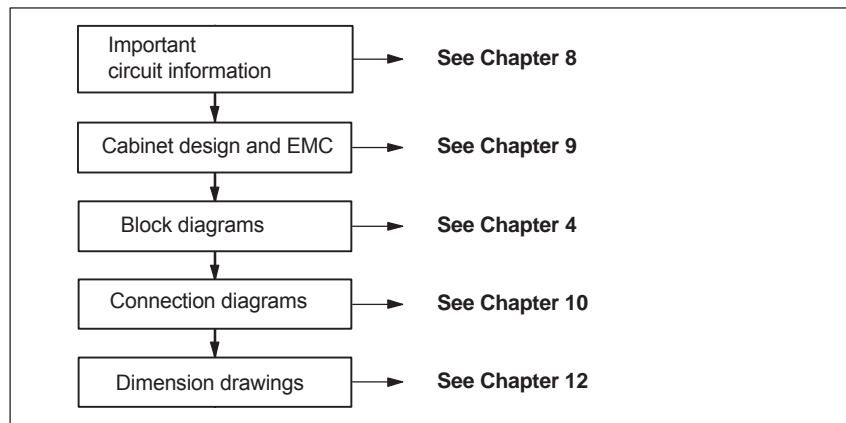 Important
circuit information
See Chapter 8
Cabinet design and EMC
See Chapter 9
Block diagrams
See Chapter 4
Connection diagrams
See Chapter 10
Dimension drawings
See Chapter 12